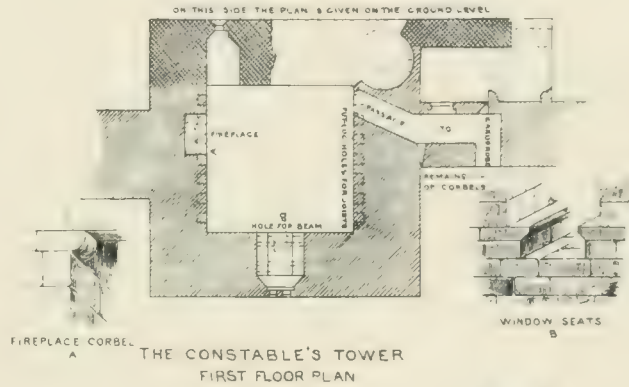 ON THIS SIDE THE PLAN IS GIVEN ON THE GROUND LEVEL
PASSAGE
TO
GARDROBE
FIREPLACE
A
PUTLOG HOLES FOR JOISTS
REMAINS
OF CORBELS
B
HOLE FOR BEAM
FIREPLACE CORBEL
A
WINDOW SEATS
B
THE CONSTABLE'S TOWER
FIRST FLOOR PLAN